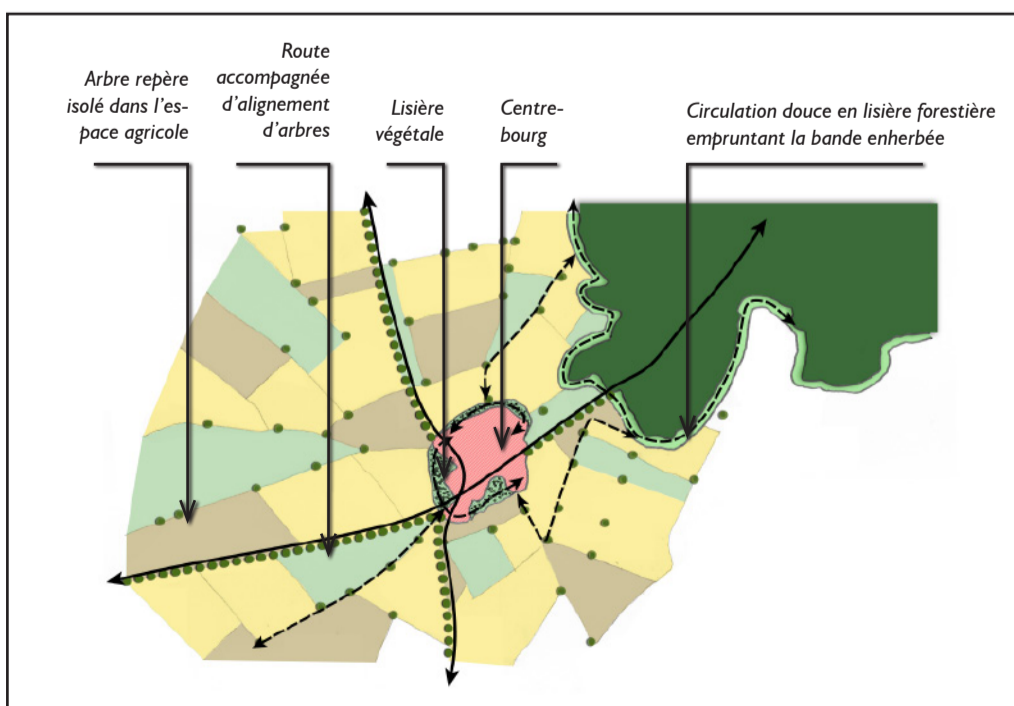 Arbre repère
isolé dans l'es-
pace agricole
Route
accompagnée
d'alignement
d'arbres
Lisière
végétale
Centre-
bourg
Circulation douce en lisière forestière
empruntant la bande enherbée